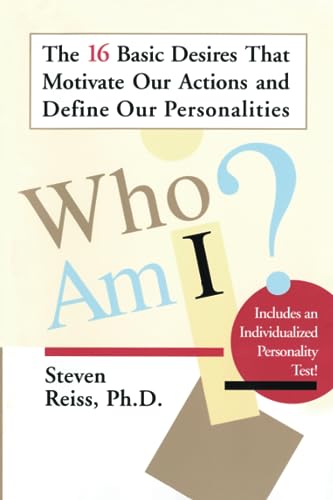 The 16 Basic Desires That
Motivate Our Actions and
Define Our Personalities
Who
Am I?
Includes an
Individualized
Personality
Test!
Steven
Reiss, Ph.D.